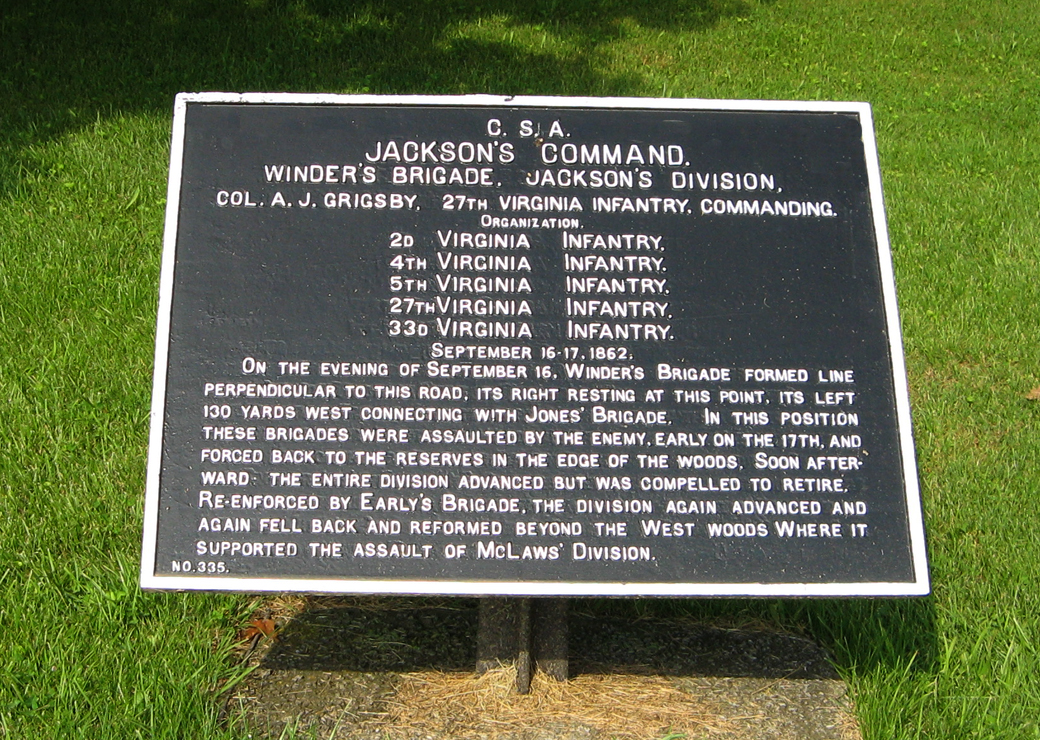 C. S. A.
JACKSON'S COMMAND.
WINDER'S BRIGADE, JACKSON'S DIVISION,
COL. A. J. GRIGSBY, 27TH VIRGINIA INFANTRY, COMMANDING.
ORGANIZATION.
2D VIRGINIA INFANTRY.
4TH VIRGINIA INFANTRY.
5TH VIRGINIA INFANTRY.
27TH VIRGINIA INFANTRY.
33D VIRGINIA INFANTRY.
SEPTEMBER 16-17, 1862.
ON THE EVENING OF SEPTEMBER 16, WINDER'S BRIGADE FORMED LINE
PERPENDICULAR TO THIS ROAD, ITS RIGHT RESTING AT THIS POINT, ITS LEFT
130 YARDS WEST CONNECTING WITH JONES' BRIGADE. IN THIS POSITION
THESE BRIGADES WERE ASSAULTED BY THE ENEMY, EARLY ON THE 17TH, AND
FORCED BACK TO THE RESERVES IN THE EDGE OF THE WOODS. SOON AFTER-
WARD THE ENTIRE DIVISION ADVANCED BUT WAS COMPELLED TO RETIRE.
RE-ENFORCED BY EARLY'S BRIGADE, THE DIVISION AGAIN ADVANCED AND
AGAIN FELL BACK AND REFORMED BEYOND THE WEST WOODS WHERE IT
SUPPORTED THE ASSAULT OF MCLAWS' DIVISION.
NO. 335.